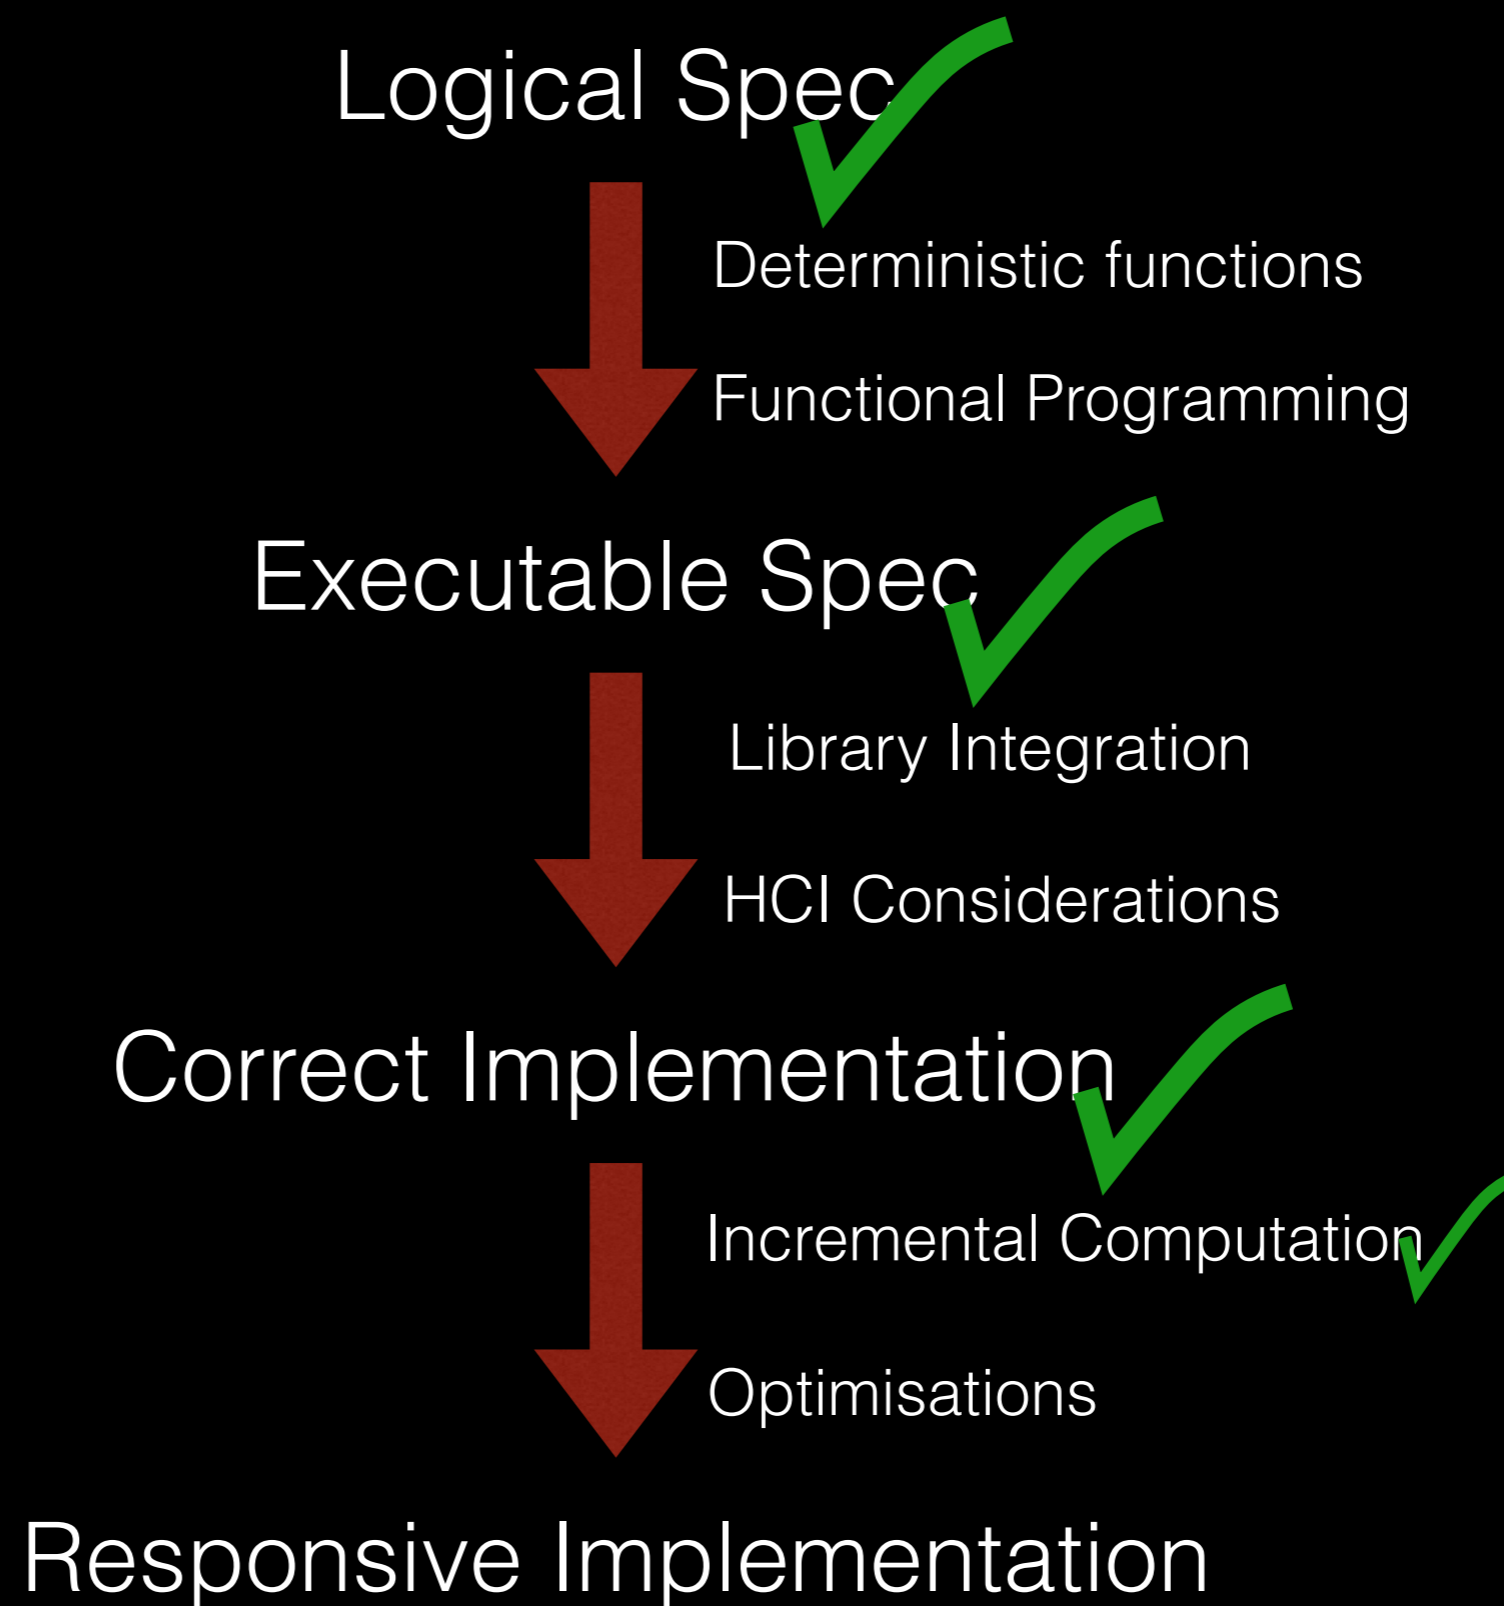 Logical Spec
Deterministic functions
Functional Programming
Executable Spec
Library Integration
HCI Considerations
Correct Implementation
Incremental Computation
Optimisations
Responsive Implementation